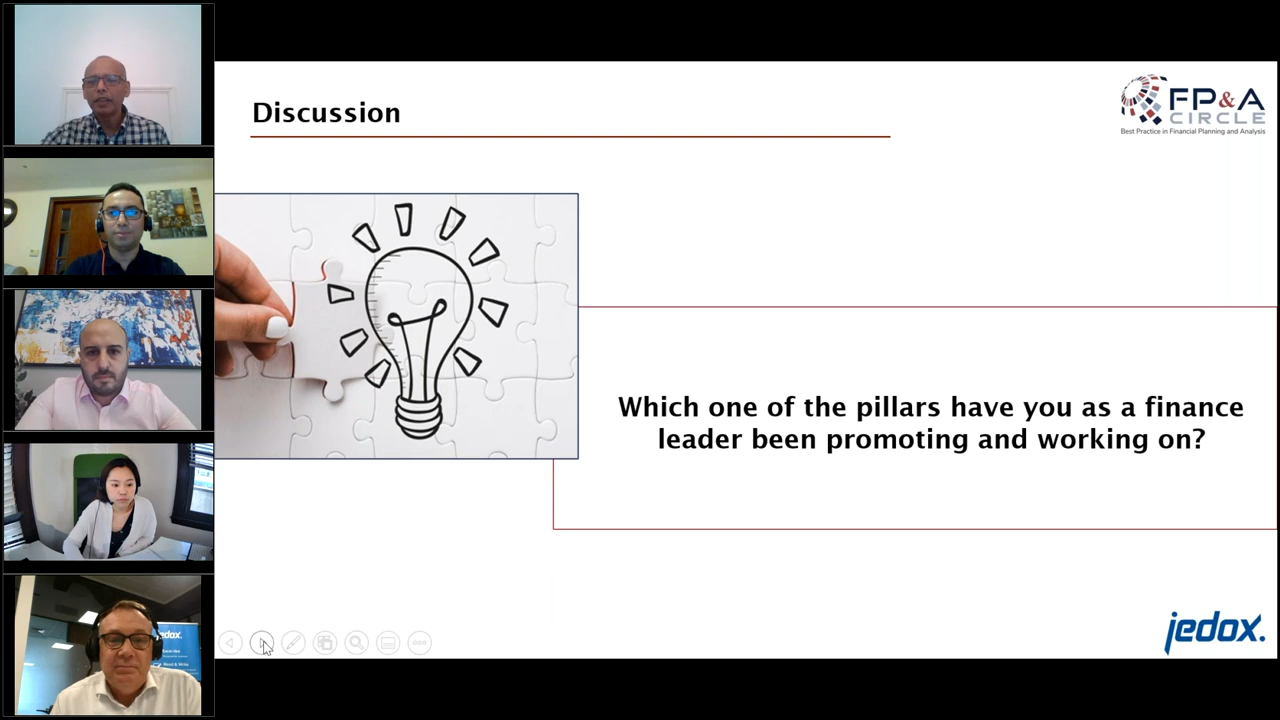 Discussion
FP&A
CIRCLE
Best Practice in Financial Planning and Analysis
Which one of the pillars have you as a finance
leader been promoting and working on?
jedox.
jedox.